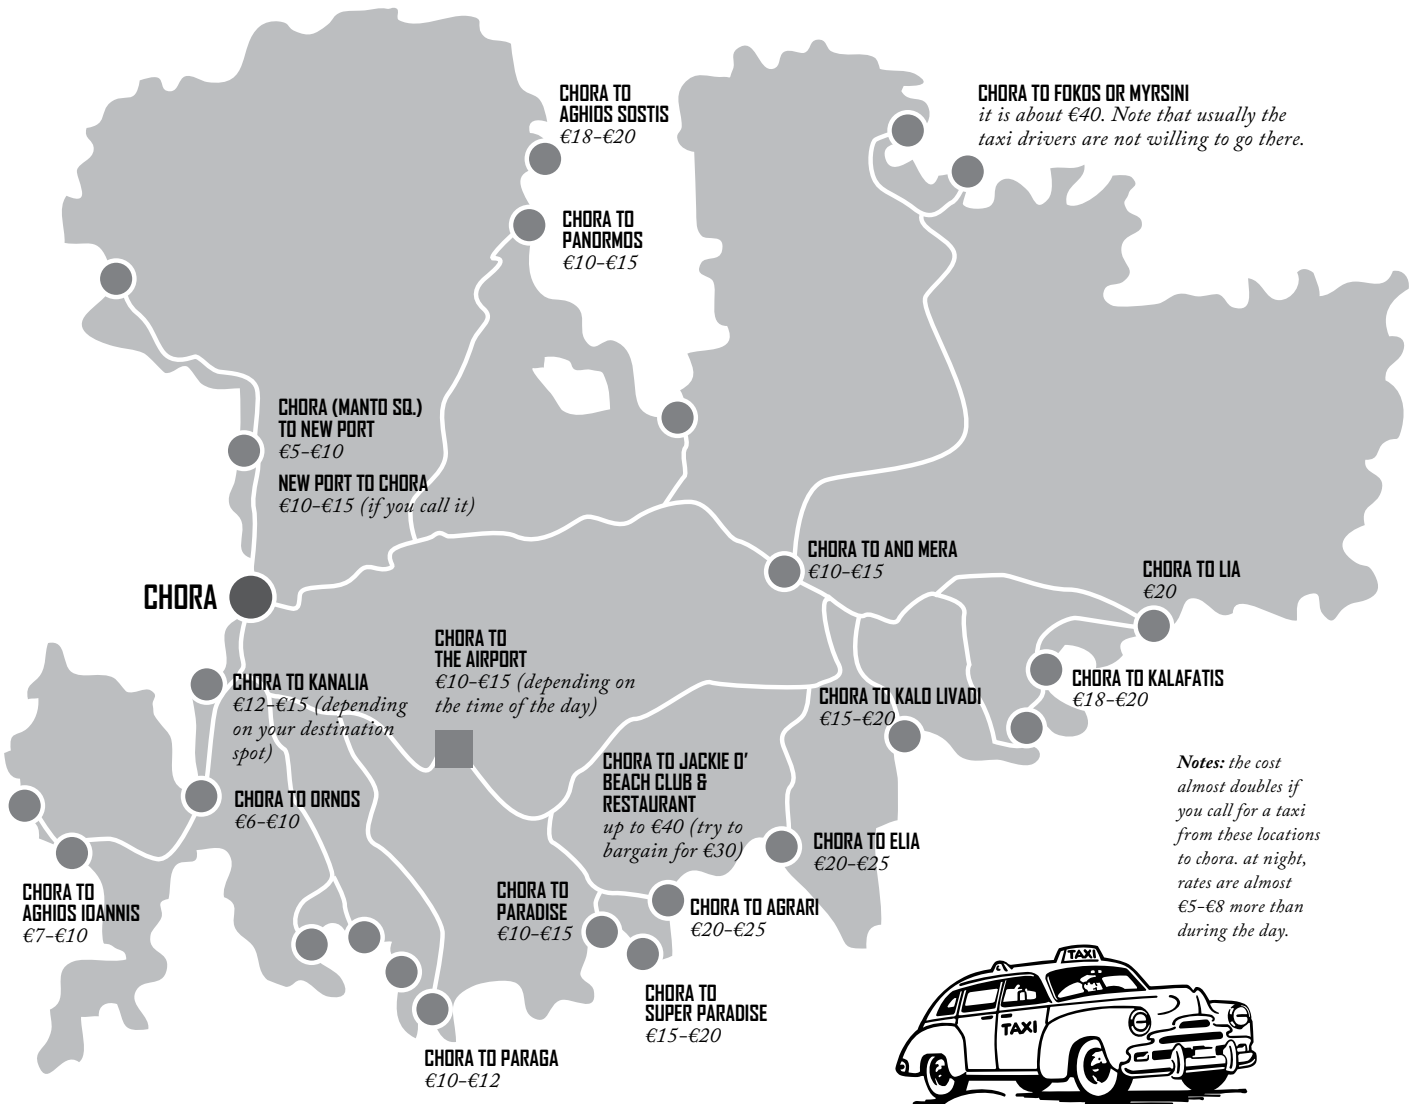 CHORA TO
AGHIOS SOSTIS
€18-€20
CHORA TO FOKOS OR MYRSINI
it is about €40. Note that usually the
taxi drivers are not willing to go there.
CHORA TO
PANORMOS
€10-€15
CHORA (MANTO SQ.)
TO NEW PORT
€5-€10
NEW PORT TO CHORA
€10-€15 (if you call it)
CHORA TO ANO MERA
€10-€15
CHORA TO LIA
€20
CHORA
CHORA TO
THE AIRPORT
€10-€15 (depending on
the time of the day)
CHORA TO KANALIA
€12-€15 (depending
on your destination
spot)
CHORA TO KALO LIVADI
€15-€20
CHORA TO KALAFATIS
€18-€20
CHORA TO JACKIE O'
BEACH CLUB &
RESTAURANT
up to €40 (try to
bargain for €30)
Notes: the cost
almost doubles if
you call for a taxi
from these locations
to chora. at night,
rates are almost
€5-€8 more than
during the day.
CHORA TO ORNOS
€6-€10
CHORA TO ELIA
€20-€25
CHORA TO
AGHIOS IOANNIS
€7-€10
CHORA TO
PARADISE
€10-€15
CHORA TO AGRARI
€20-€25
CHORA TO
SUPER PARADISE
€15-€20
CHORA TO PARAGA
€10-€12
TAXI
TAXI